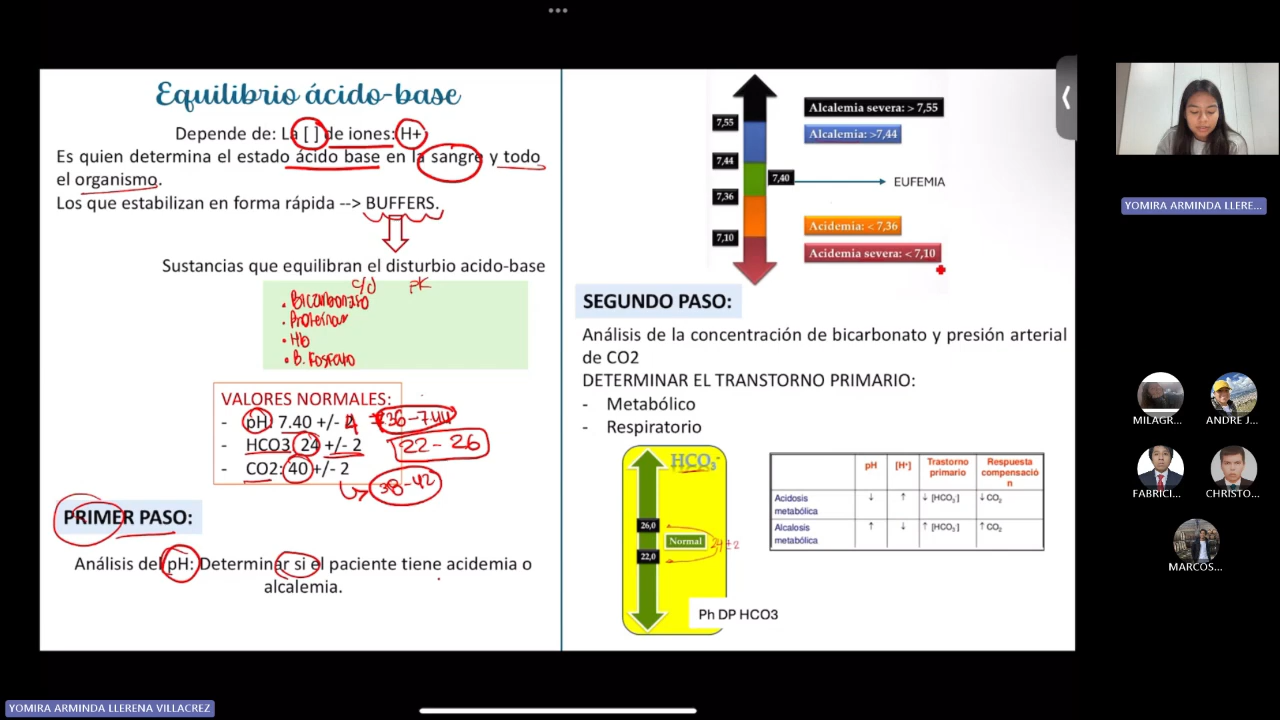 Equilibrio ácido-base
Depende de: La [ ] de iones: H+
Es quien determina el estado ácido base en la sangre y todo
el organismo.
Los que estabilizan en forma rápida --> BUFFERS.
Sustancias que equilibran el disturbio acido-base
c/d pK
• Bicarbonato
• Proteínas
• Hb
• B. Fosfato
VALORES NORMALES:
- pH: 7.40 +/- 4 7.36-7.44
- HCO3: 24 +/- 2 22 - 26
- CO2: 40 +/- 2 38-42
PRIMER PASO:
Análisis del pH: Determinar si el paciente tiene acidemia o
alcalemia.
7,55
7,44
7,40
7,36
7,10
Alcalemia severa: > 7,55
Alcalemia: >7,44
EUFEMIA
Acidemia: < 7,36
Acidemia severa: < 7,10
SEGUNDO PASO:
Análisis de la concentración de bicarbonato y presión arterial
de CO2
DETERMINAR EL TRANSTORNO PRIMARIO:
- Metabólico
- Respiratorio
HCO3-
26,0
Normal
22,0
24±2
Ph DP HCO3
pH [H+] Trastorno primario Respuesta compensación
Acidosis metabólica ↓ ↑ ↓ [HCO3] ↓ CO2
Alcalosis metabólica ↑ ↓ ↑ [HCO3] ↑ CO2
YOMIRA ARMINDA LLERE...
MILAGR... ANDRE J...
FABRICI... CHRISTO...
MARCOS...
YOMIRA ARMINDA LLERENA VILLACREZ